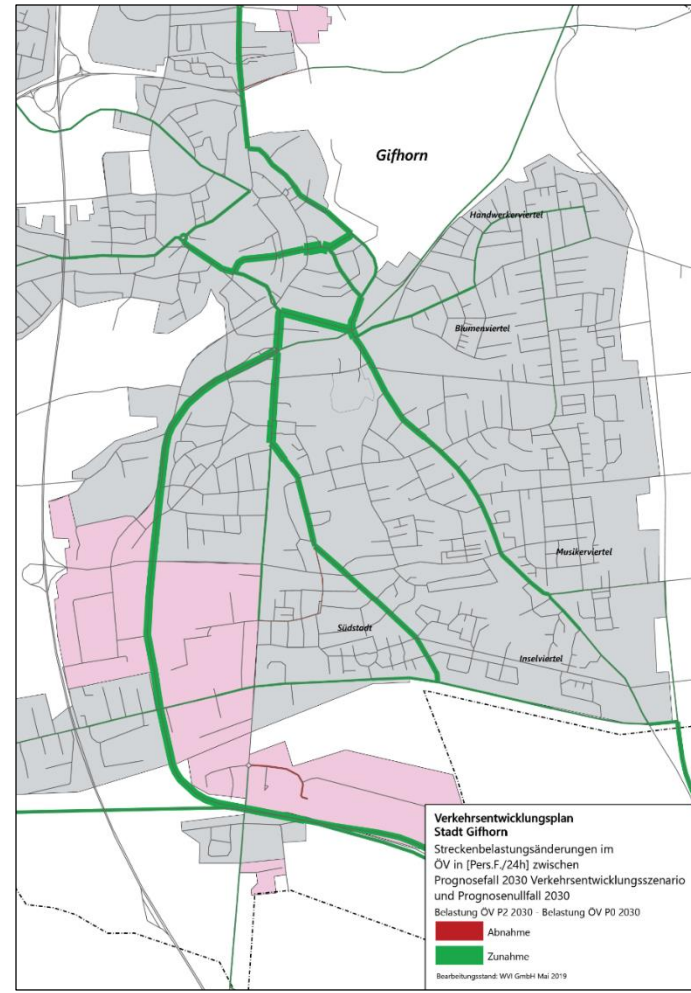 Gifhorn
Handwerkerviertel
Blumenviertel
Musikerviertel
Südstadt
Inselviertel
Verkehrsentwicklungsplan
Stadt Gifhorn
Streckenbelastungsänderungen im
ÖV in [Pers.F./24h] zwischen
Prognosefall 2030 Verkehrsentwicklungsszenario
und Prognosenullfall 2030
Belastung ÖV P2 2030 - Belastung ÖV P0 2030
Abnahme
Zunahme
Bearbeitungsstand: WVI GmbH Mai 2019